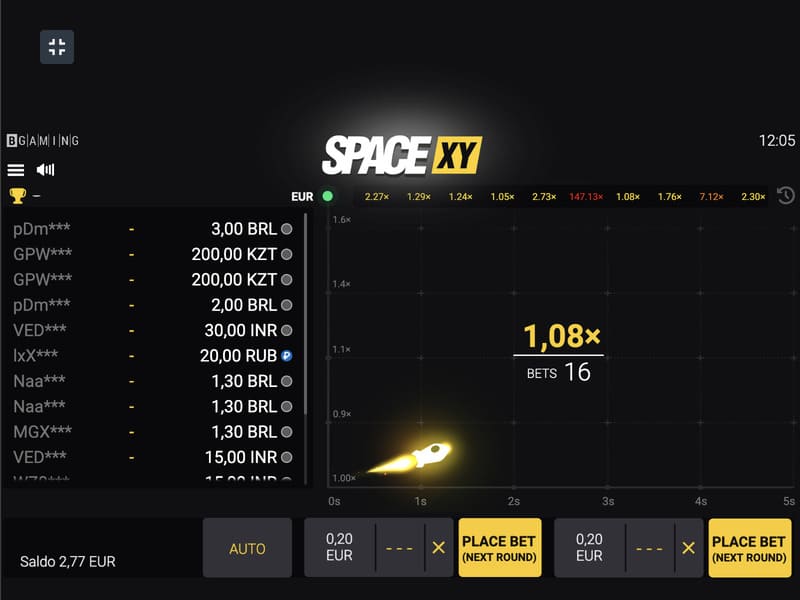 BGAMING
SPACE XY
12:05
–
EUR
2.27× 1.29× 1.24× 1.05× 2.73× 147.13× 1.08× 1.76× 7.12× 2.30×
pDm*** - 3,00 BRL
GPW*** - 200,00 KZT
GPW*** - 200,00 KZT
pDm*** - 2,00 BRL
VED*** - 30,00 INR
IxX*** - 20,00 RUB ₽
Naa*** - 1,30 BRL
Naa*** - 1,30 BRL
MGX*** - 1,30 BRL
VED*** - 15,00 INR
1.6×
1.4×
1.1×
0.9×
1.00×
1,08×
BETS 16
0s 1s 2s 3s 4s 5s
Saldo 2,77 EUR
AUTO
0,20 EUR
- - - ×
PLACE BET
(NEXT ROUND)
0,20 EUR
- - - ×
PLACE BET
(NEXT ROUND)